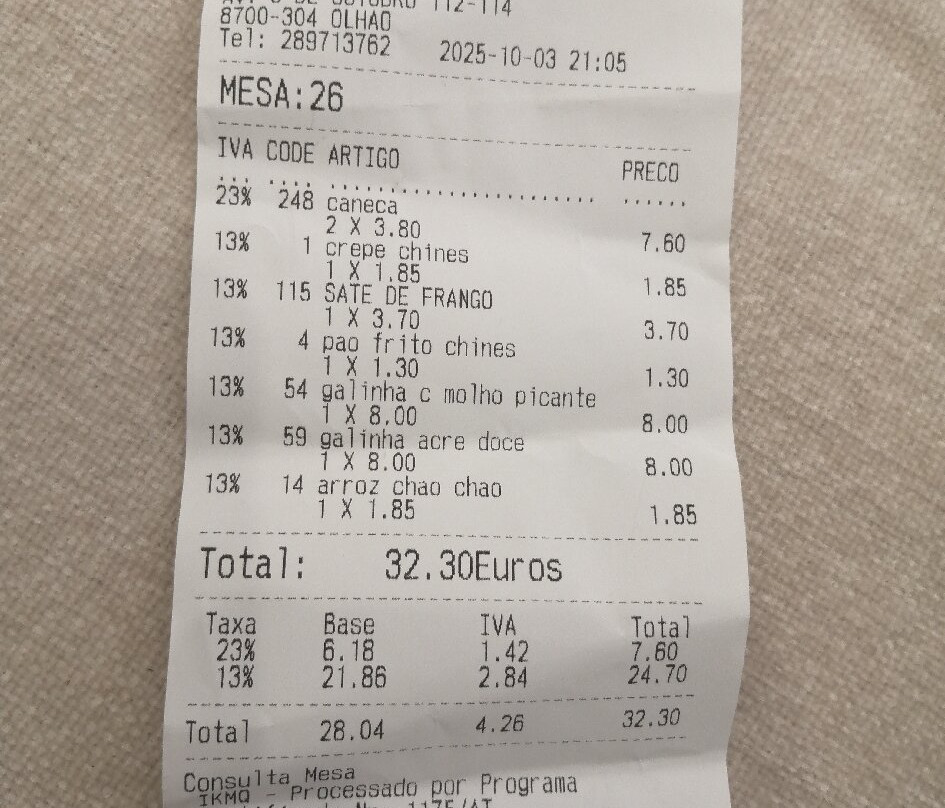 112-114
8700-304 OLHAO
Tel: 289713762 2025-10-03 21:05
MESA:26
IVA CODE ARTIGO PRECO
23% 248 caneca
2 X 3.80 7.60
13% 1 crepe chines
1 X 1.85 1.85
13% 115 SATE DE FRANGO
1 X 3.70 3.70
13% 4 pao frito chines
1 X 1.30 1.30
13% 54 galinha c molho picante
1 X 8.00 8.00
13% 59 galinha acre doce
1 X 8.00 8.00
13% 14 arroz chao chao
1 X 1.85 1.85
Total: 32.30Euros
Taxa Base IVA Total
23% 6.18 1.42 7.60
13% 21.86 2.84 24.70
Total 28.04 4.26 32.30
Consulta Mesa
IKMQ - Processado por Programa
1175/AT